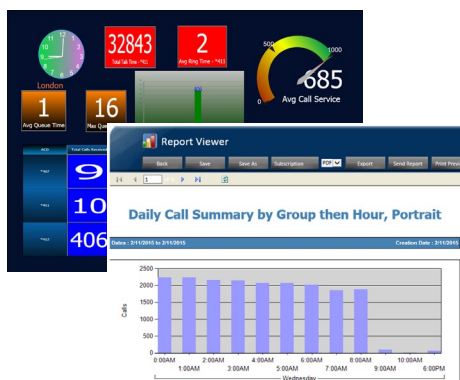 London
32843
Total Talk Time - **411
2
Avg Ring Time - **411
500
1000
0
685
Avg Call Service
1
Avg Queue Time
16
Max Queue
ACD
Total Calls Received
9
10
406
Report Viewer
Back
Save
Save As
Subscription
PDF
Export
Send Report
Print Previ
1
Daily Call Summary by Group then Hour, Portrait
Dates : 2/11/2015 to 2/11/2015
Creation Date : 2/11/2015
Calls
2500
2000
1500
1000
500
0
0:00AM
1:00AM
2:00AM
3:00AM
4:00AM
5:00AM
6:00AM
7:00AM
8:00AM
9:00AM
10:00AM
6:00PM
Wednesday